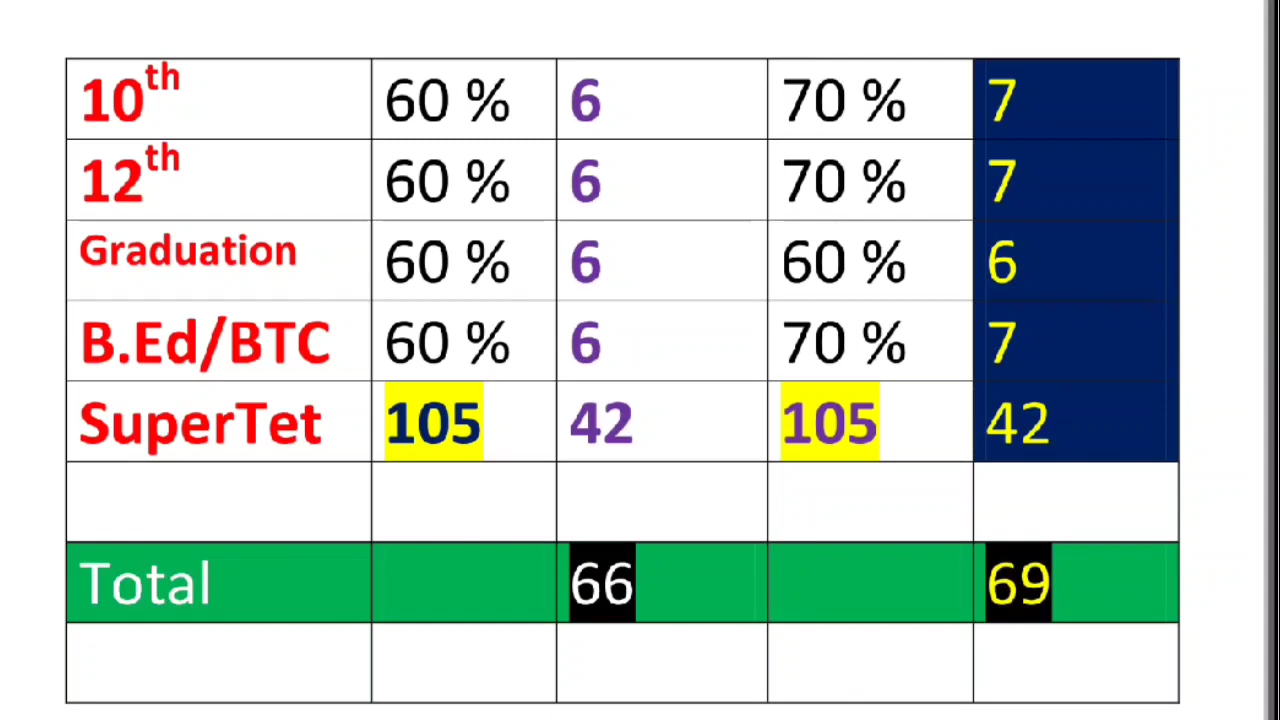 10th 60 % 6 70 % 7
12th 60 % 6 70 % 7
Graduation 60 % 6 60 % 6
B.Ed/BTC 60 % 6 70 % 7
SuperTet 105 42 105 42
Total 66 69